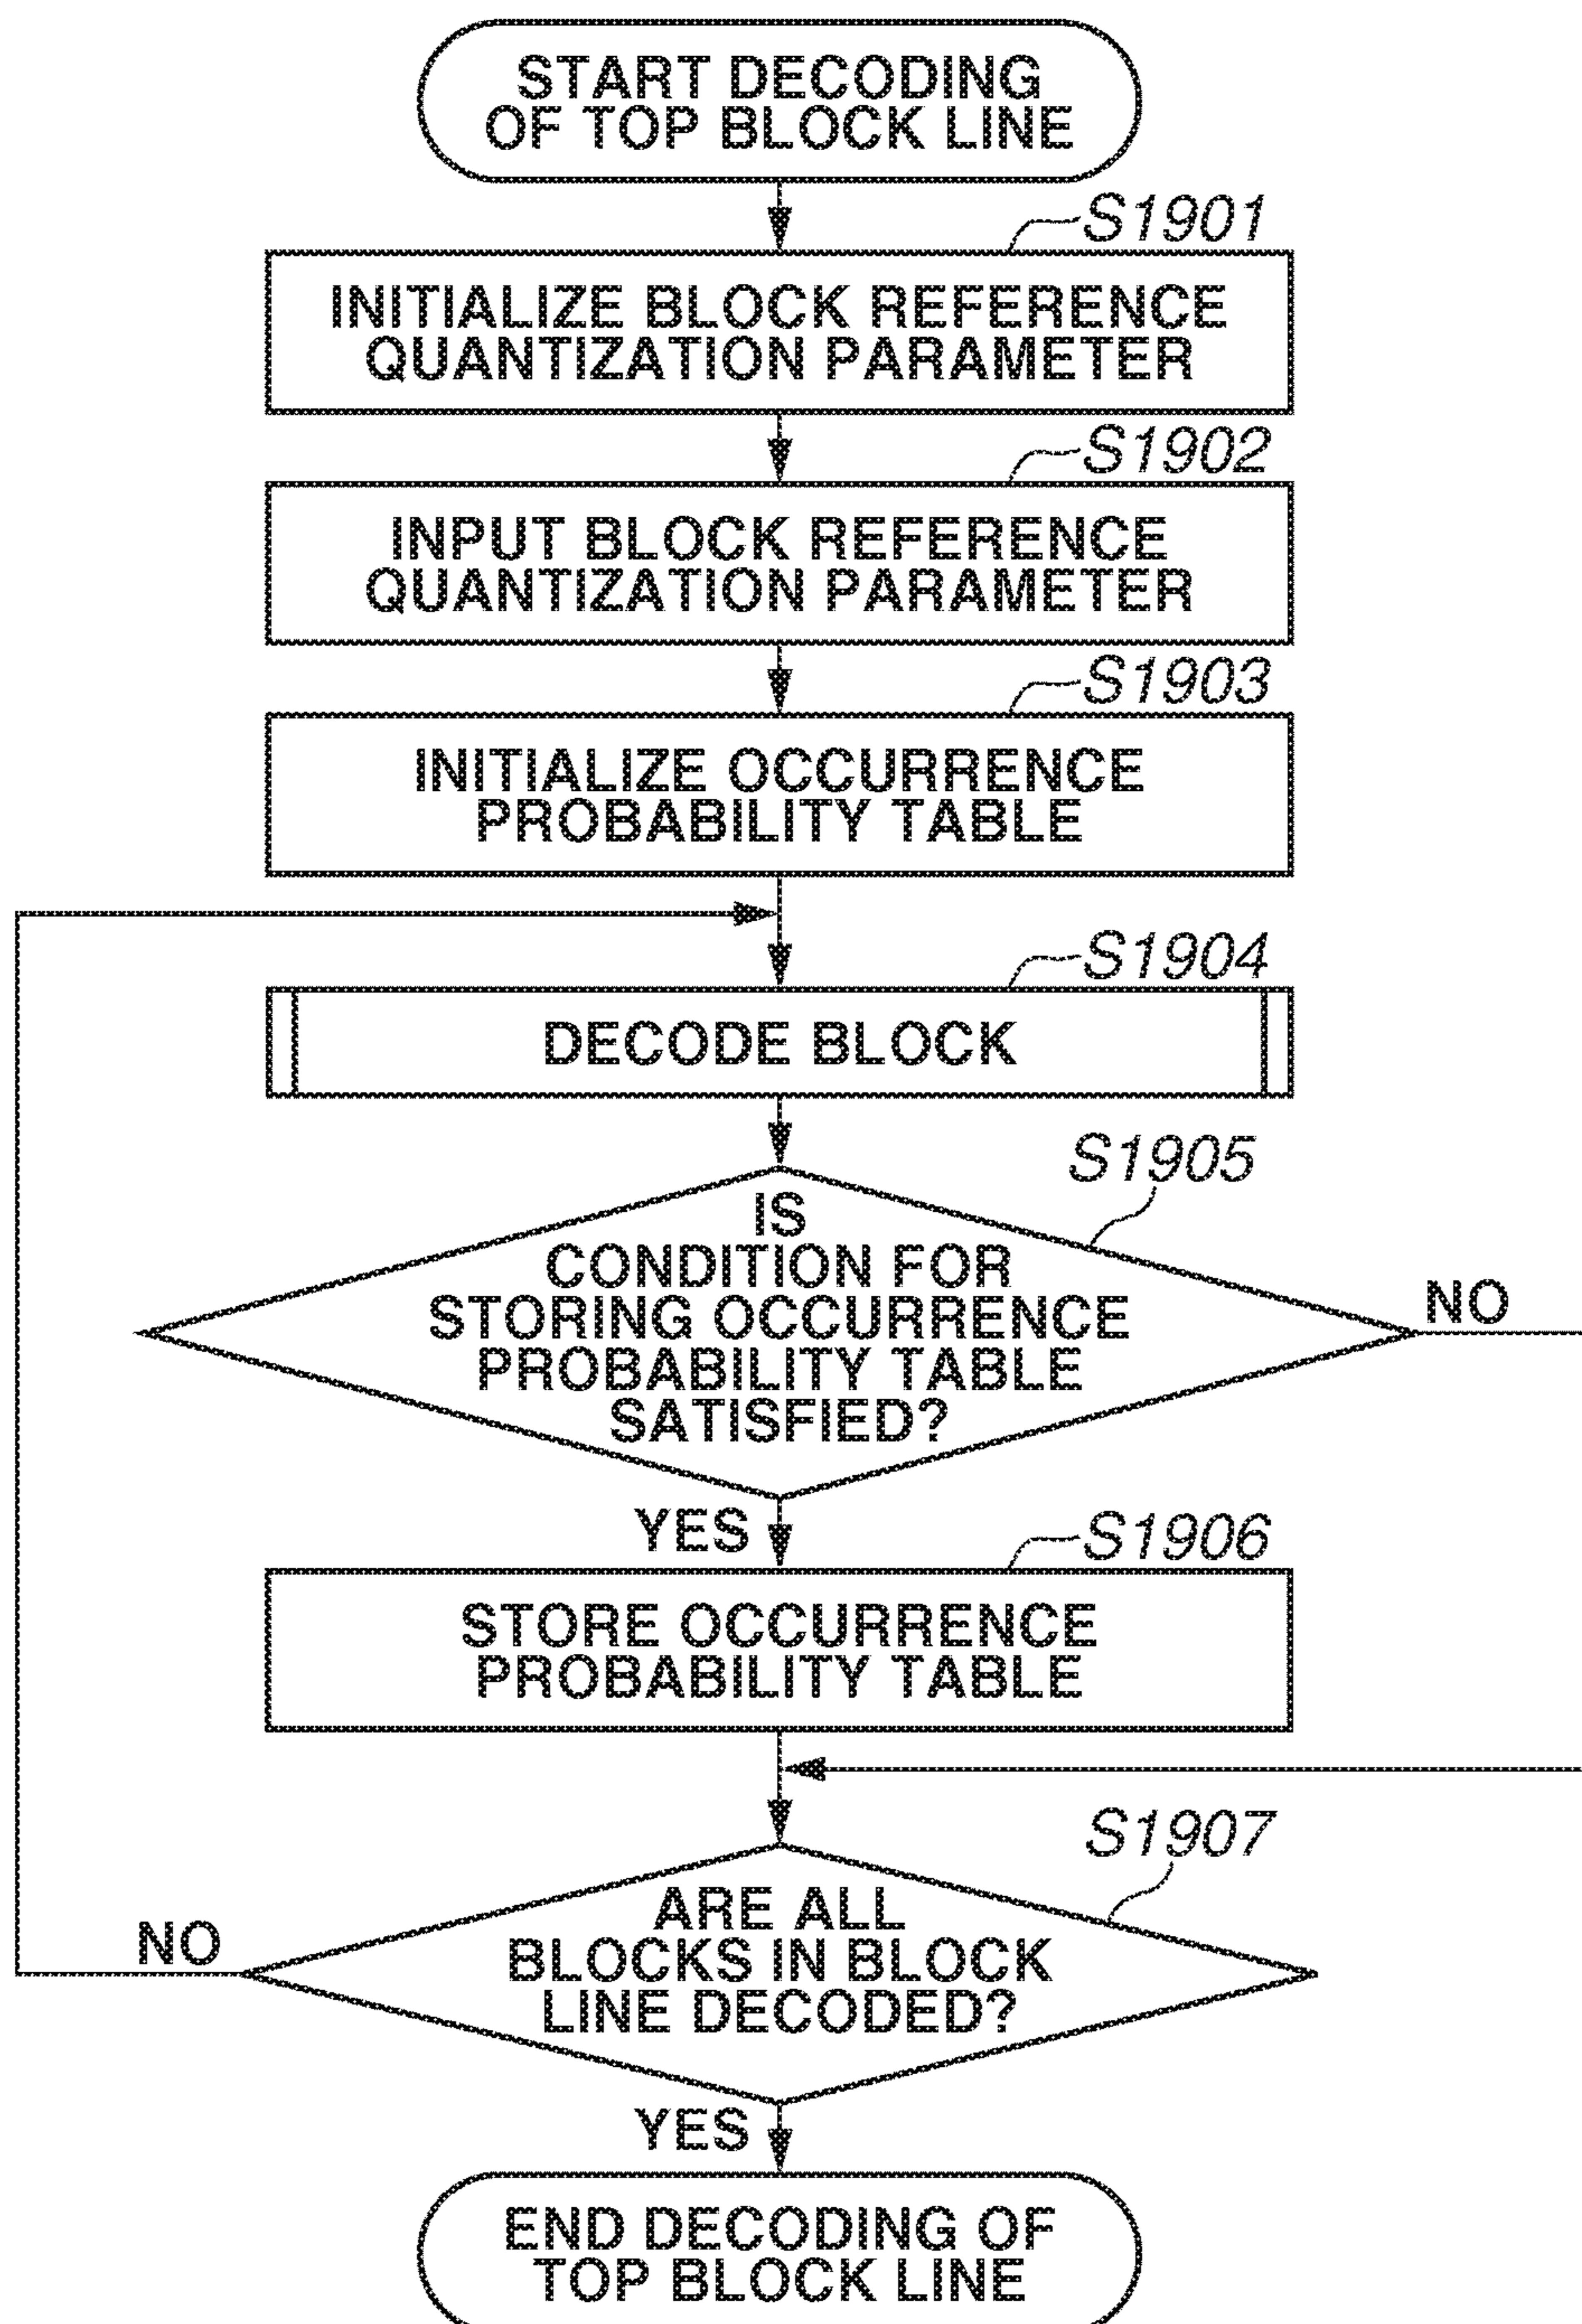 START DECODING
OF TOP BLOCK LINE
S1901
INITIALIZE BLOCK REFERENCE
QUANTIZATION PARAMETER
S1902
INPUT BLOCK REFERENCE
QUANTIZATION PARAMETER
S1903
INITIALIZE OCCURRENCE
PROBABILITY TABLE
S1904
DECODE BLOCK
S1905
IS
CONDITION FOR
STORING OCCURRENCE
PROBABILITY TABLE
SATISFIED?
NO
YES
S1906
STORE OCCURRENCE
PROBABILITY TABLE
S1907
ARE ALL
BLOCKS IN BLOCK
LINE DECODED?
NO
YES
END DECODING OF
TOP BLOCK LINE